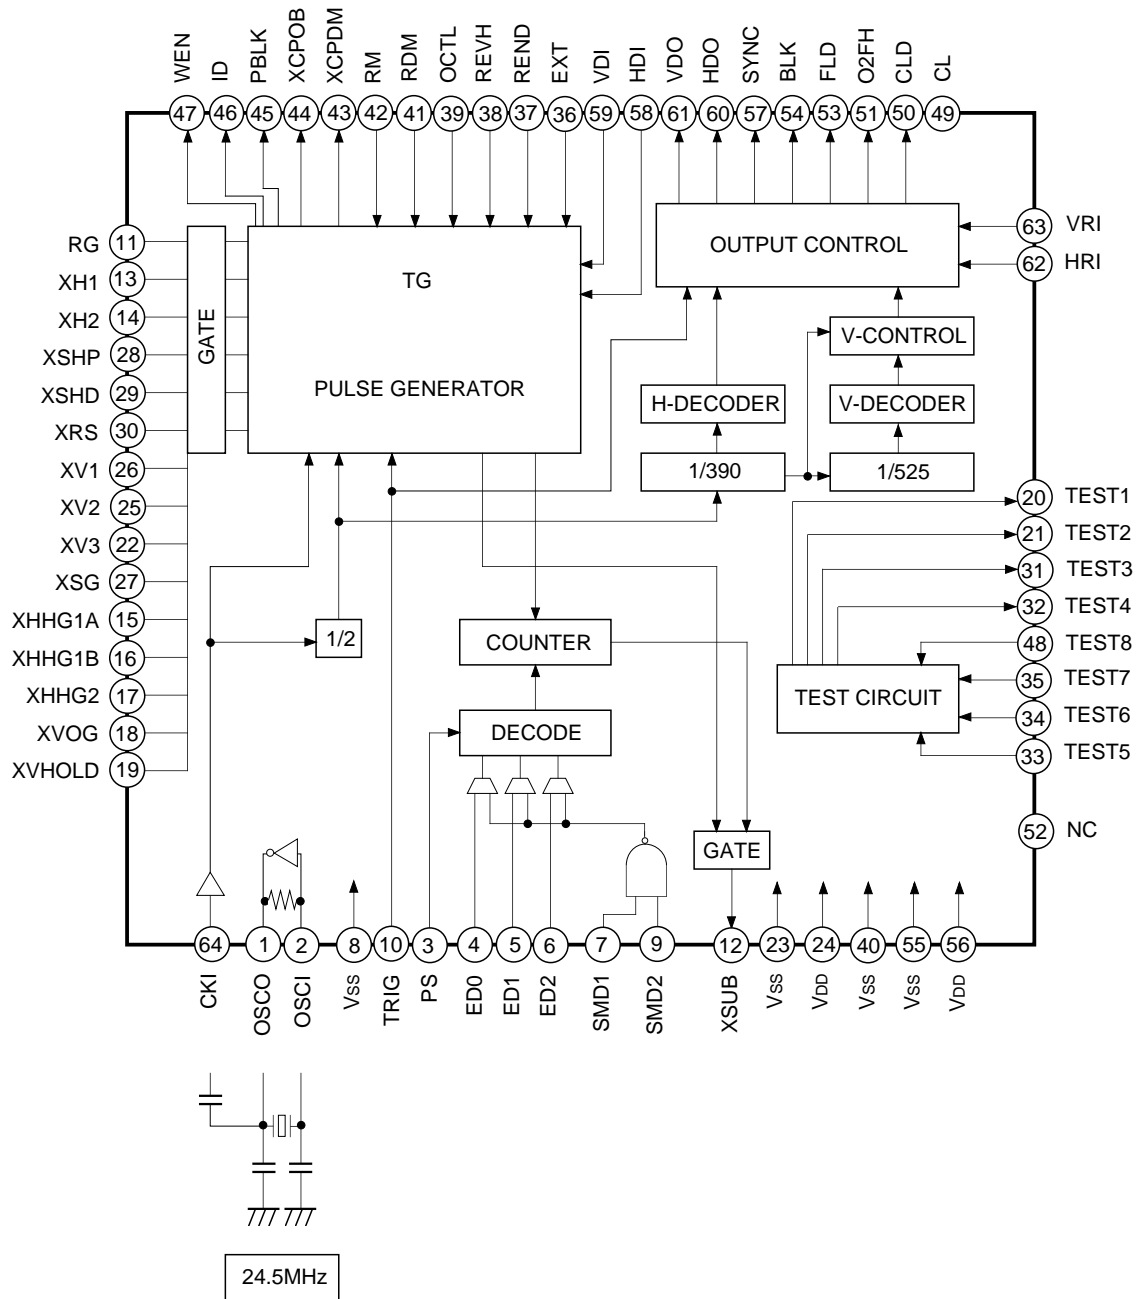 WEN ID PBLK XCPOB XCPDM RM RDM OCTL REVH REND EXT VDI HDI VDO HDO SYNC BLK FLD O2FH CLD CL
47 46 45 44 43 42 41 39 38 37 36 59 58 61 60 57 54 53 51 50 49
RG 11
XH1 13
XH2 14
XSHP 28
XSHD 29
XRS 30
XV1 26
XV2 25
XV3 22
XSG 27
XHHG1A 15
XHHG1B 16
XHHG2 17
XVOG 18
XVHOLD 19
GATE
TG
PULSE GENERATOR
OUTPUT CONTROL
63 VRI
62 HRI
V-CONTROL
H-DECODER
V-DECODER
1/390
1/525
20 TEST1
21 TEST2
31 TEST3
32 TEST4
48 TEST8
35 TEST7
34 TEST6
33 TEST5
1/2
COUNTER
TEST CIRCUIT
DECODE
52 NC
GATE
64 1 2 8 10 3 4 5 6 7 9 12 23 24 40 55 56
CKI OSCO OSCI Vss TRIG PS ED0 ED1 ED2 SMD1 SMD2 XSUB Vss VDD Vss Vss VDD
24.5MHz